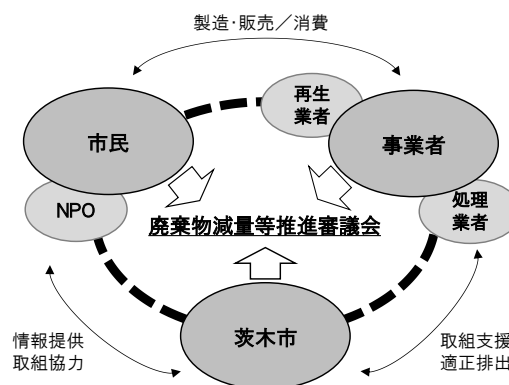 製造・販売／消費
再生
業者
市民
事業者
NPO
処理
業者
廃棄物減量等推進審議会
茨木市
情報提供
取組協力
取組支援
適正排出